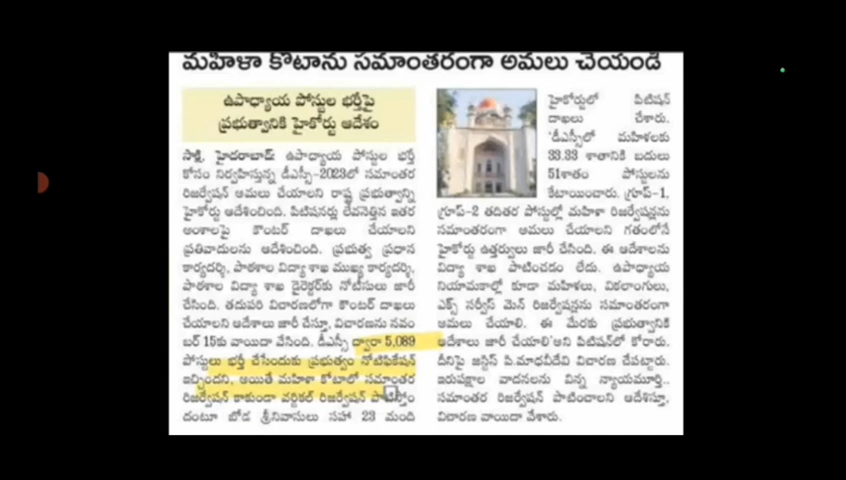 మహిళా కోటాను సమాంతరంగా అమలు చేయండి
ఉపాధ్యాయ పోస్టుల భర్తీపై
ప్రభుత్వానికి హైకోర్టు ఆదేశం
సాక్షి, హైదరాబాద్: ఉపాధ్యాయ పోస్టుల భర్తీ
కోసం నిర్వహిస్తున్న డీఎస్సీ-2023లో సమాంతర
రిజర్వేషన్ అమలు చేయాలని రాష్ట్ర ప్రభుత్వాన్ని
హైకోర్టు ఆదేశించింది. పిటిషనర్లు లేవనెత్తిన ఇతర
అంశాలపై కౌంటర్ దాఖలు చేయాలని
ప్రతివాదులను ఆదేశించింది. ప్రభుత్వ ప్రధాన
కార్యదర్శి, పాఠశాల విద్యా శాఖ ముఖ్య కార్యదర్శి,
పాఠశాల విద్యా శాఖ డైరెక్టర్‌కు నోటీసులు జారీ
చేసింది. తదుపరి విచారణలోగా కౌంటర్ దాఖలు
చేయాలని ఆదేశాలు జారీ చేస్తూ, విచారణను నవం
బర్ 15కు వాయిదా వేసింది. డీఎస్సీ ద్వారా 5,089
పోస్టులు భర్తీ చేసేందుకు ప్రభుత్వం నోటిఫికేషన్
ఇచ్చిందని, అయితే మహిళా కోటాలో సమాంతర
రిజర్వేషన్ కాకుండా వర్టికల్ రిజర్వేషన్ పాటిస్తోం
దంటూ బోడ శ్రీనివాసులు సహా 23 మంది
హైకోర్టులో పిటిషన్
దాఖలు చేశారు.
'డీఎస్సీలో మహిళలకు
33.33 శాతానికి బదులు
51శాతం పోస్టులను
కేటాయించారు. గ్రూప్-1,
గ్రూప్-2 తదితర పోస్టుల్లో మహిళా రిజర్వేషన్లను
సమాంతరంగా అమలు చేయాలని గతంలోనే
హైకోర్టు ఉత్తర్వులు జారీ చేసింది. ఈ ఆదేశాలను
విద్యా శాఖ పాటించడం లేదు. ఉపాధ్యాయ
నియామకాల్లో కూడా మహిళలు, వికలాంగులు,
ఎక్స్ సర్వీస్ మెన్ రిజర్వేషన్లను సమాంతరంగా
అమలు చేయాలి. ఈ మేరకు ప్రభుత్వానికి
ఆదేశాలు జారీ చేయాలి'అని పిటిషన్‌లో కోరారు.
దీనిపై జస్టిస్ పి.మాధవీదేవి విచారణ చేపట్టారు.
ఇరుపక్షాల వాదనలను విన్న న్యాయమూర్తి..
సమాంతర రిజర్వేషన్ పాటించాలని ఆదేశిస్తూ,
విచారణ వాయిదా వేశారు.